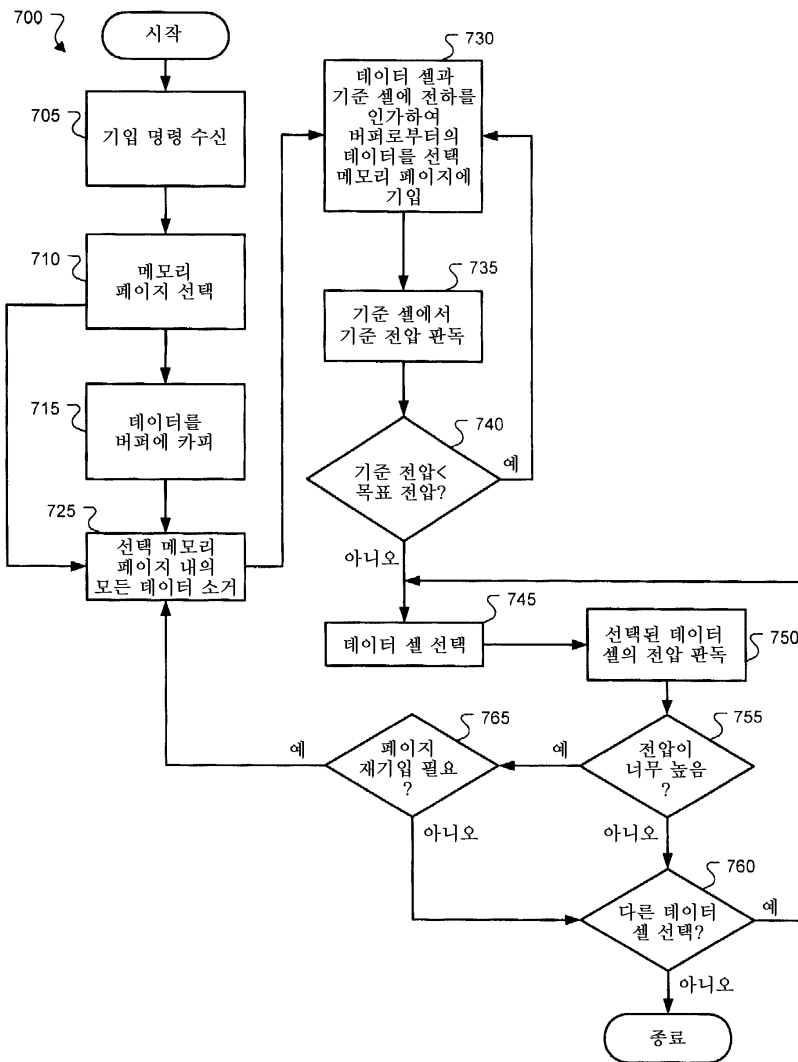 700
시작
705
기입 명령 수신
710
메모리
페이지 선택
715
데이터를
버퍼에 카피
725
선택 메모리
페이지 내의
모든 데이터 소거
730
데이터 셀과
기준 셀에 전하를
인가하여
버퍼로부터의
데이터를 선택
메모리 페이지에
기입
735
기준 셀에서
기준 전압 판독
740
기준 전압<
목표 전압?
예
아니오
745
데이터 셀 선택
선택된 데이터
셀의 전압 판독
750
755
전압이
너무 높음
?
예
아니오
765
페이지
재기입 필요
?
예
아니오
760
다른 데이터
셀 선택?
예
아니오
종료